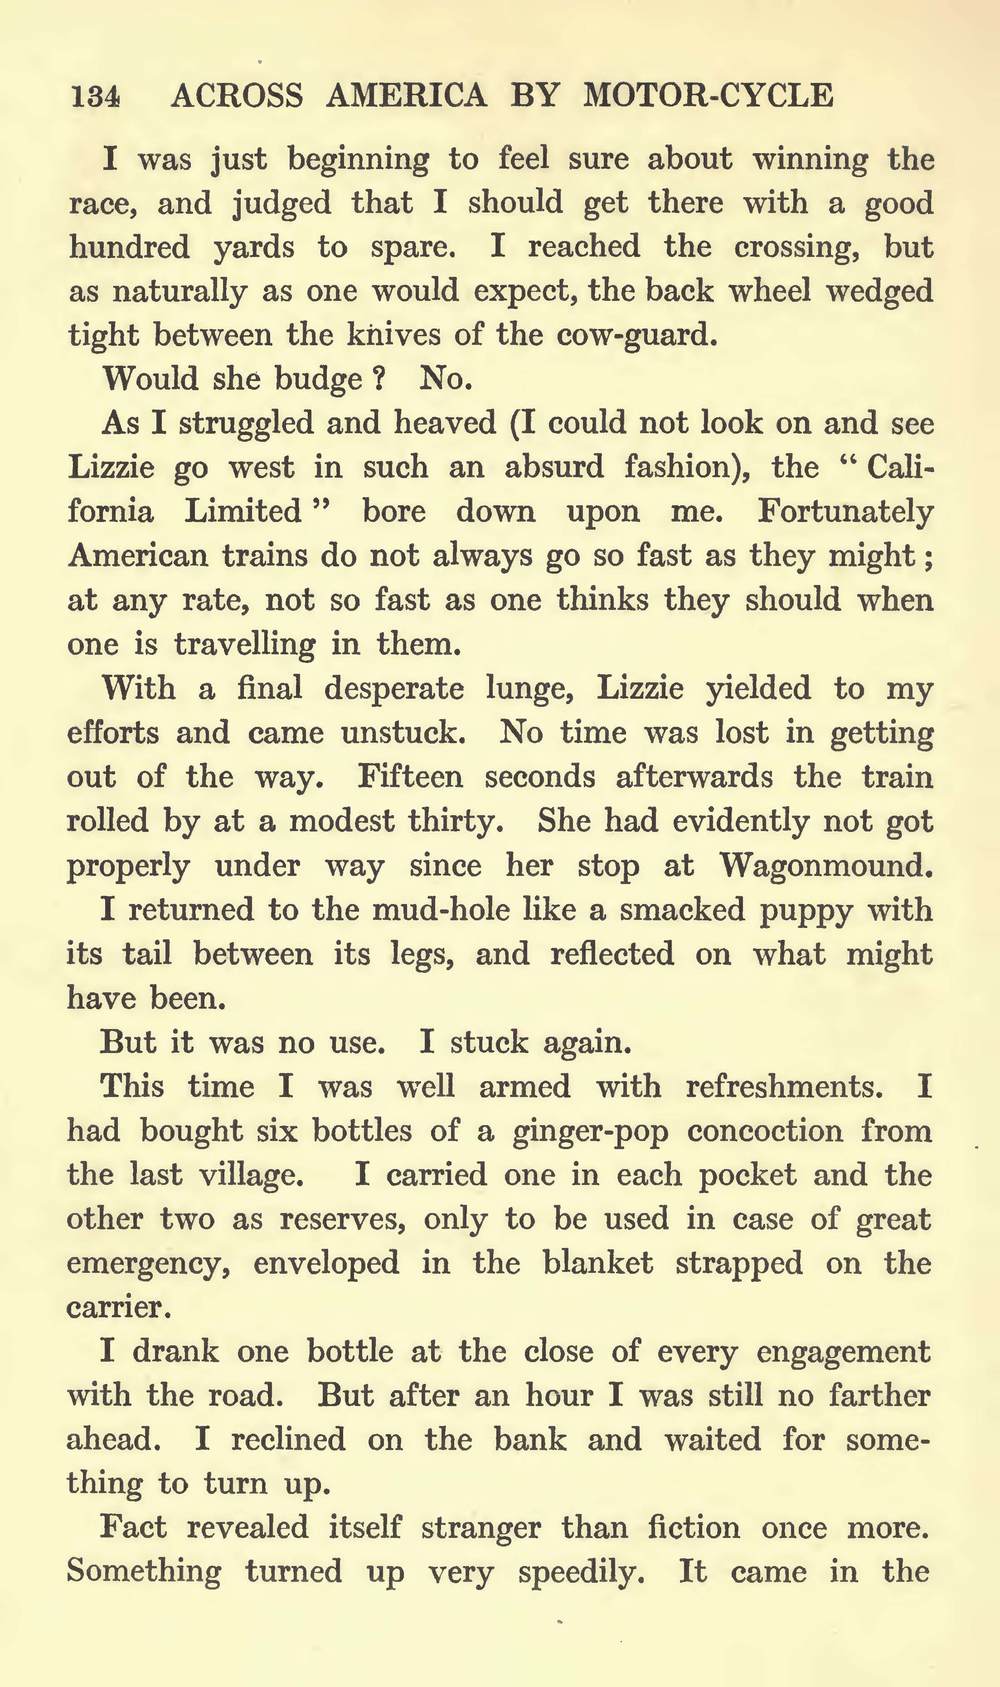 134 ACROSS AMERICA BY MOTOR-CYCLE
I was just beginning to feel sure about winning the
race, and judged that I should get there with a good
hundred yards to spare. I reached the crossing, but
as naturally as one would expect, the back wheel wedged
tight between the knives of the cow-guard.
Would she budge ? No.
As I struggled and heaved (I could not look on and see
Lizzie go west in such an absurd fashion), the “ Cali-
fornia Limited ” bore down upon me. Fortunately
American trains do not always go so fast as they might ;
at any rate, not so fast as one thinks they should when
one is travelling in them.
With a final desperate lunge, Lizzie yielded to my
efforts and came unstuck. No time was lost in getting
out of the way. Fifteen seconds afterwards the train
rolled by at a modest thirty. She had evidently not got
properly under way since her stop at Wagonmound.
I returned to the mud-hole like a smacked puppy with
its tail between its legs, and reflected on what might
have been.
But it was no use. I stuck again.
This time I was well armed with refreshments. I
had bought six bottles of a ginger-pop concoction from
the last village. I carried one in each pocket and the
other two as reserves, only to be used in case of great
emergency, enveloped in the blanket strapped on the
carrier.
I drank one bottle at the close of every engagement
with the road. But after an hour I was still no farther
ahead. I reclined on the bank and waited for some-
thing to turn up.
Fact revealed itself stranger than fiction once more.
Something turned up very speedily. It came in the